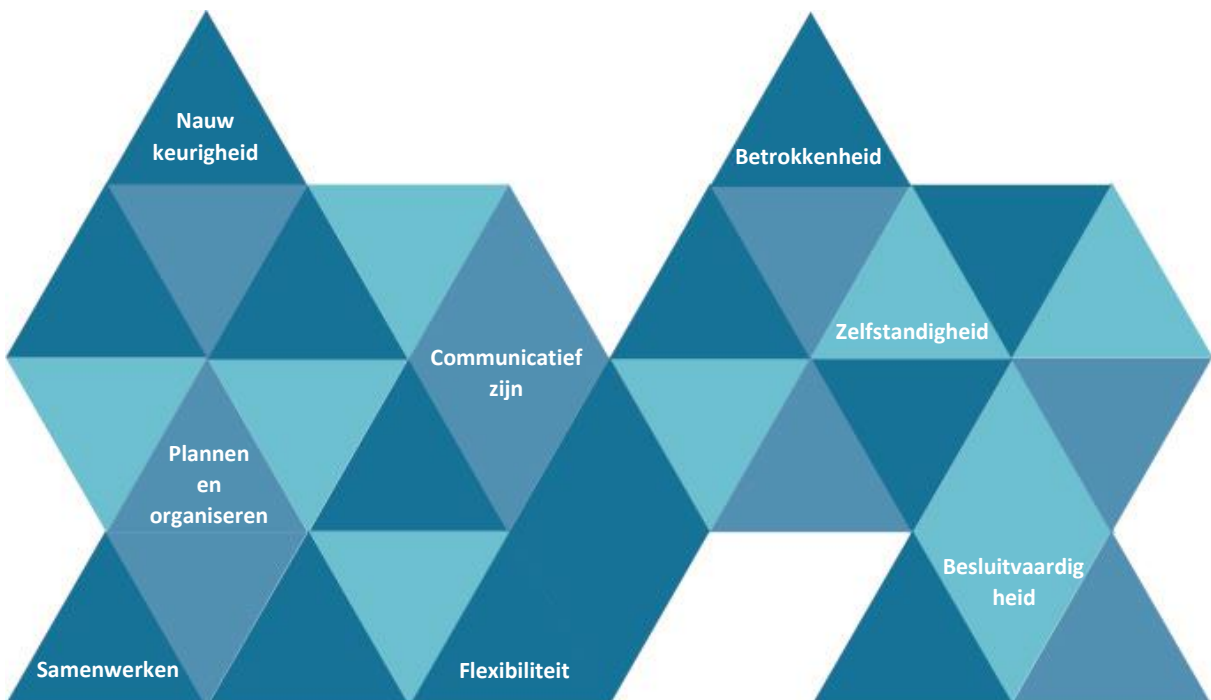 Nauw
keurigheid
Betrokkenheid
Zelfstandigheid
Communicatief
zijn
Plannen
en
organiseren
Besluitvaardig
heid
Samenwerken
Flexibiliteit